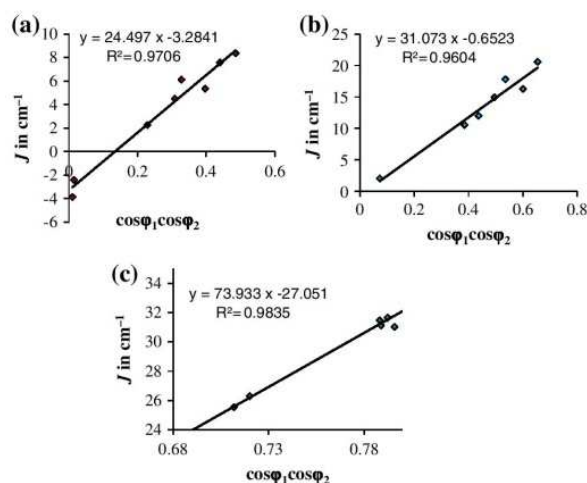 (a)
y = 24.497 x -3.2841
R²=0.9706
J in cm⁻¹
10
8
6
4
2
0
-2
-4
-6
0 0.2 0.4 0.6
cosφ₁cosφ₂
(b)
y = 31.073 x -0.6523
R²=0.9604
J in cm⁻¹
25
20
15
10
5
0
0 0.2 0.4 0.6 0.8
cosφ₁cosφ₂
(c)
y = 73.933 x -27.051
R²=0.9835
J in cm⁻¹
34
32
30
28
26
24
0.68 0.73 0.78
cosφ₁cosφ₂